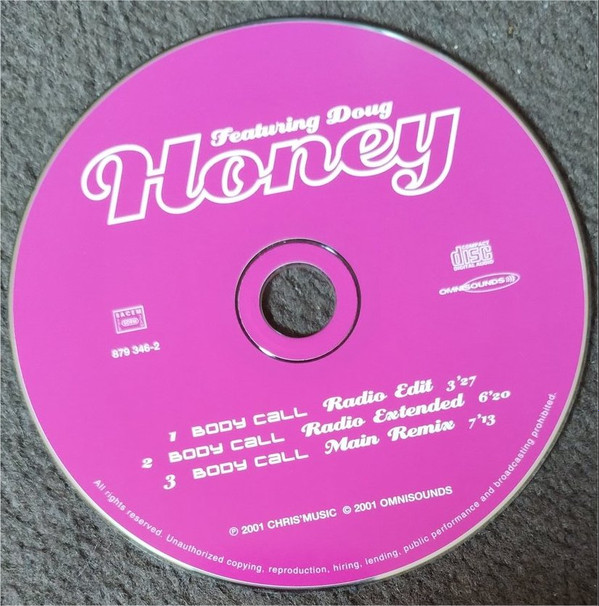 Featuring Doug
Honey
COMPACT
disc
DIGITAL AUDIO
OMNISOUNDS
SACEM
879 346-2
1 BODY CALL Radio Edit 3'27
2 BODY CALL Radio Extended 6'20
3 BODY CALL Main Remix 7'13
℗ 2001 CHRIS'MUSIC © 2001 OMNISOUNDS
All rights reserved. Unauthorized copying, reproduction, hiring, lending, public performance and broadcasting prohibited.